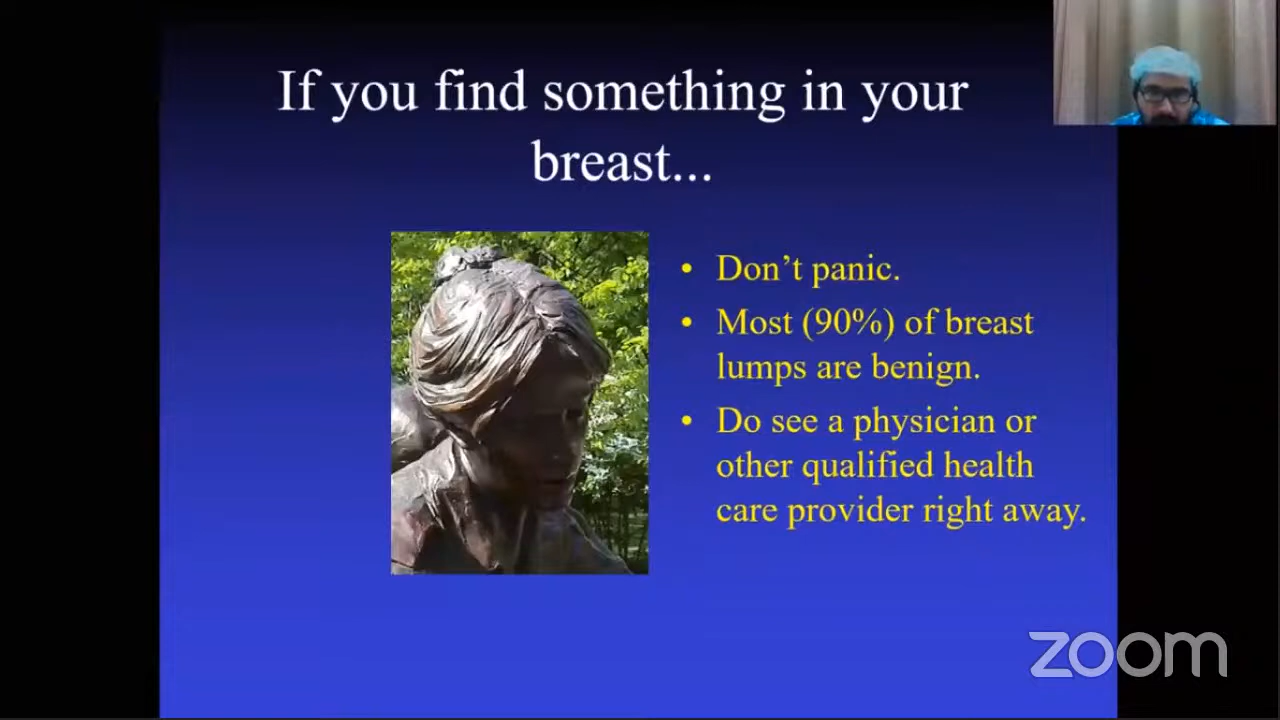 If you find something in your
breast...
• Don’t panic.
• Most (90%) of breast
lumps are benign.
• Do see a physician or
other qualified health
care provider right away.
zoom